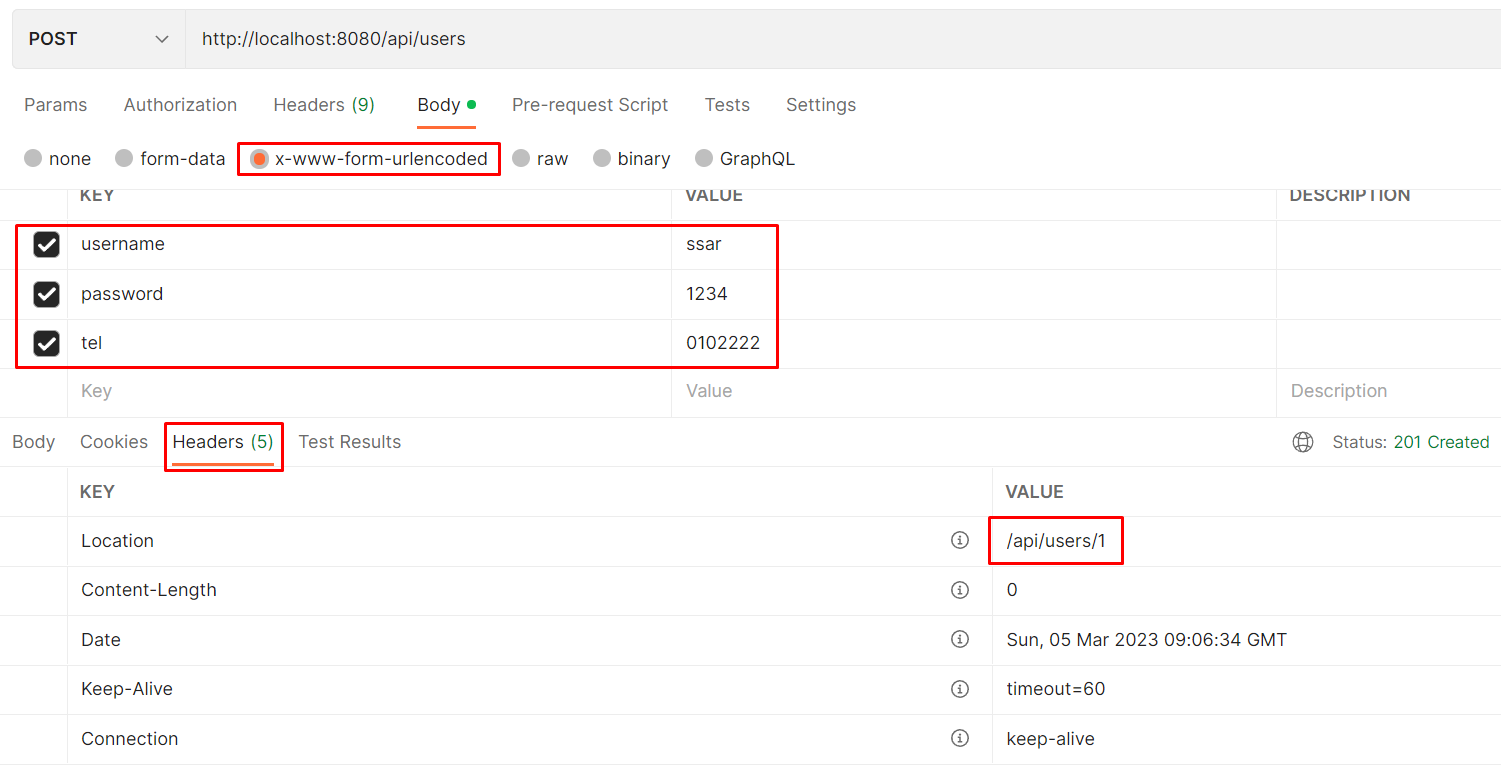 POST http://localhost:8080/api/users
Params Authorization Headers (9) Body Pre-request Script Tests Settings
none form-data x-www-form-urlencoded raw binary GraphQL
KEY VALUE DESCRIPTION
username ssar
password 1234
tel 0102222
Key Value Description
Body Cookies Headers (5) Test Results Status: 201 Created
KEY VALUE
Location /api/users/1
Content-Length 0
Date Sun, 05 Mar 2023 09:06:34 GMT
Keep-Alive timeout=60
Connection keep-alive